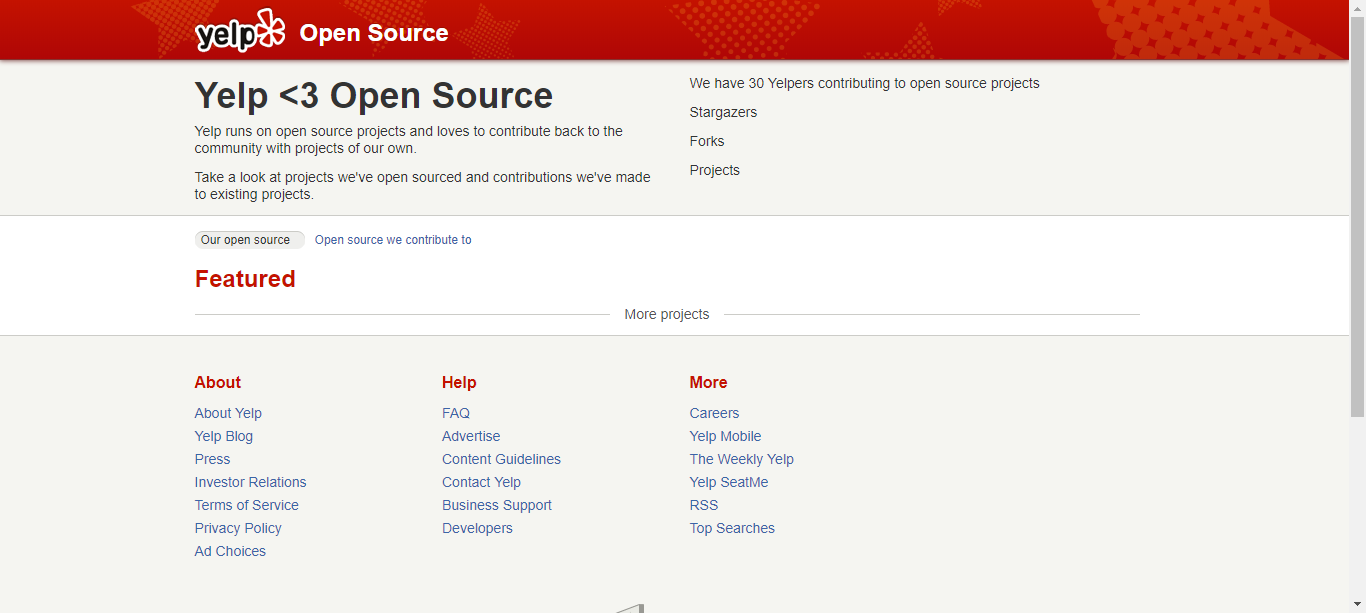 yelp Open Source
Yelp <3 Open Source
Yelp runs on open source projects and loves to contribute back to the
community with projects of our own.
Take a look at projects we've open sourced and contributions we've made
to existing projects.
We have 30 Yelpers contributing to open source projects
Stargazers
Forks
Projects
Our open source Open source we contribute to
Featured
More projects
About
About Yelp
Yelp Blog
Press
Investor Relations
Terms of Service
Privacy Policy
Ad Choices
Help
FAQ
Advertise
Content Guidelines
Contact Yelp
Business Support
Developers
More
Careers
Yelp Mobile
The Weekly Yelp
Yelp SeatMe
RSS
Top Searches